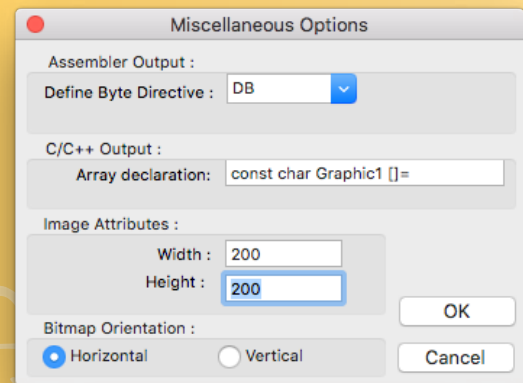 Miscellaneous Options
Assembler Output :
Define Byte Directive : DB
C/C++ Output :
Array declaration: const char Graphic1 []=
Image Attributes :
Width : 200
Height : 200
OK
Bitmap Orientation :
Horizontal Vertical Cancel